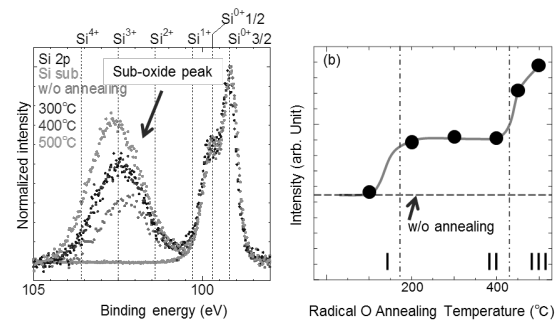 Si⁰⁺1/2
Si⁴⁺ Si³⁺ Si²⁺ Si¹⁺ Si⁰⁺3/2
Si 2p
Si sub
w/o annealing
300℃
400℃
500℃
Sub-oxide peak
Normalized intensity
105 100
Binding energy (eV)
(b)
Intensity (arb. Unit)
w/o annealing
I II III
200 400
Radical O Annealing Temperature (℃)